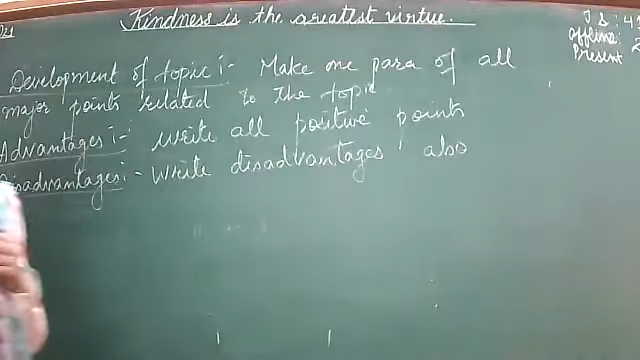 Kindness is the greatest virtue.
Development of topic :- Make one para of all
major points related to the topic
Advantages :- write all positive points
Disadvantages :- write disadvantages also
Offline:
Present